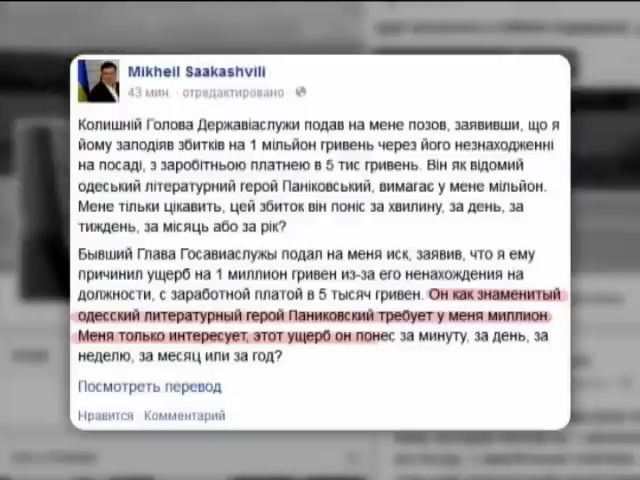 Mikheil Saakashvili
43 мин. · отредактировано ·
Колишній Голова Державіаслужи подав на мене позов, заявивши, що я
йому заподіяв збитків на 1 мільйон гривень через його незнаходженні
на посаді, з заробітньою платнею в 5 тис гривень. Він як відомий
одеський літературний герой Паніковський, вимагає у мене мільйон.
Мене тільки цікавить, цей збиток він поніс за хвилину, за день, за
тиждень, за місяць або за рік?
Бывший Глава Госавиаслужы подал на меня иск, заявив, что я ему
причинил ущерб на 1 миллион гривен из-за его ненахождения на
должности, с заработной платой в 5 тысяч гривен. Он как знаменитый
одесский литературный герой Паниковский требует у меня миллион.
Меня только интересует, этот ущерб он понес за минуту, за день, за
неделю, за месяц или за год?
Посмотреть перевод
Нравится Комментарий